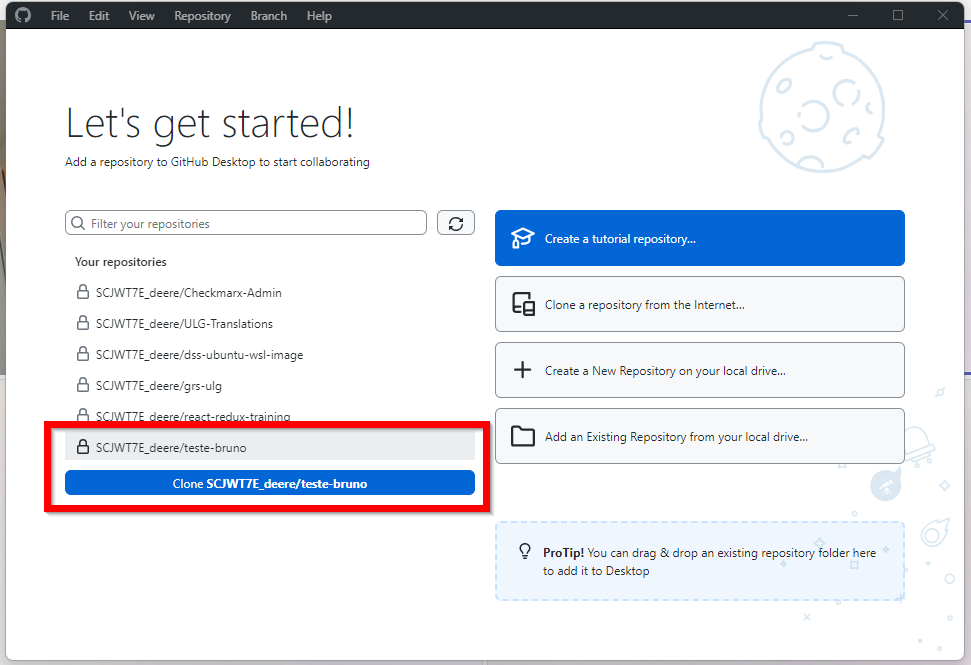 File Edit View Repository Branch Help
Let's get started!
Add a repository to GitHub Desktop to start collaborating
Filter your repositories
Your repositories
SCJWT7E_deere/Checkmarx-Admin
SCJWT7E_deere/ULG-Translations
SCJWT7E_deere/dss-ubuntu-wsl-image
SCJWT7E_deere/grs-ulg
SCJWT7E_deere/react-redux-training
SCJWT7E_deere/teste-bruno
Clone SCJWT7E_deere/teste-bruno
Create a tutorial repository...
Clone a repository from the Internet...
Create a New Repository on your local drive...
Add an Existing Repository from your local drive...
ProTip! You can drag & drop an existing repository folder here
to add it to Desktop